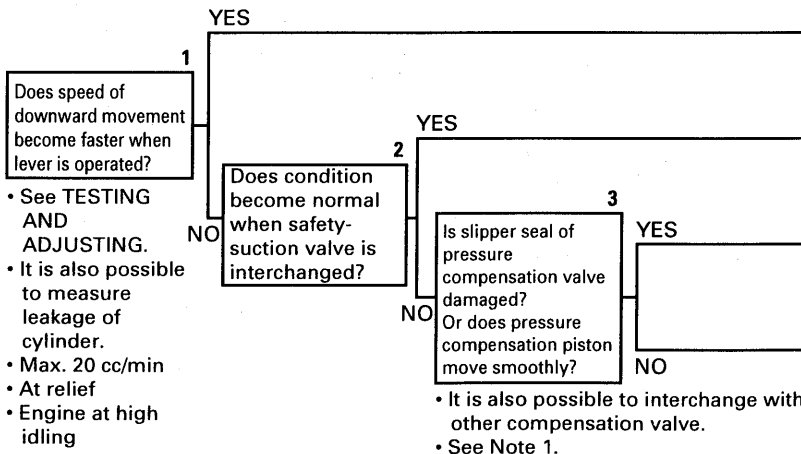 YES
1
Does speed of
downward movement
become faster when
lever is operated?
• See TESTING
AND
ADJUSTING.
• It is also possible
to measure
leakage of
cylinder.
• Max. 20 cc/min
• At relief
• Engine at high
idling
NO
YES
2
Does condition
become normal
when safety-
suction valve is
interchanged?
NO
3
Is slipper seal of
pressure
compensation valve
damaged?
Or does pressure
compensation piston
move smoothly?
YES
NO
• It is also possible to interchange with
other compensation valve.
• See Note 1.